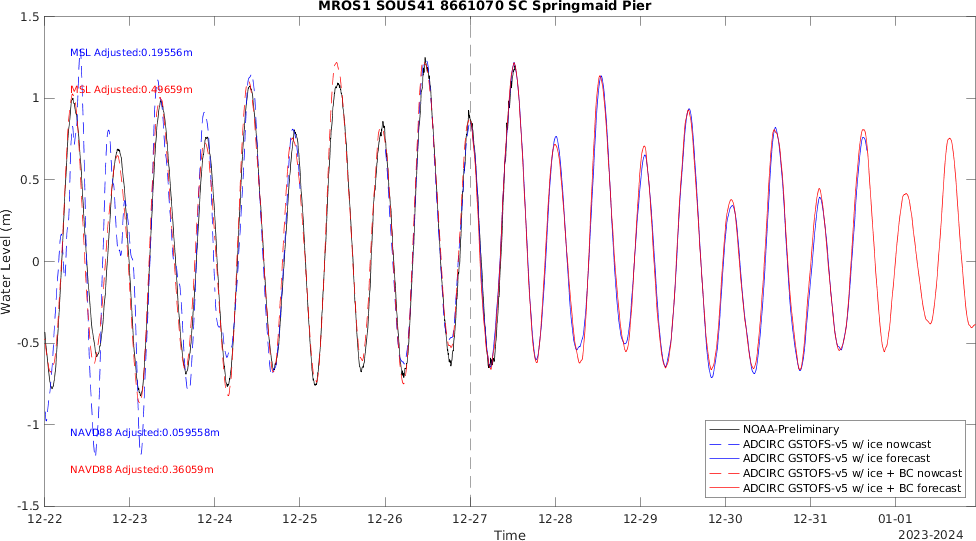 MROS1 SOUS41 8661070 SC Springmaid Pier
1.5
1
0.5
0
-0.5
-1
-1.5
Water Level (m)
MSL Adjusted:0.19556m
MSL Adjusted:0.49659m
NAVD88 Adjusted:0.059558m
NAVD88 Adjusted:0.36059m
NOAA-Preliminary
ADCIRC GSTOFS-v5 w/ ice nowcast
ADCIRC GSTOFS-v5 w/ ice forecast
ADCIRC GSTOFS-v5 w/ ice + BC nowcast
ADCIRC GSTOFS-v5 w/ ice + BC forecast
12-22 12-23 12-24 12-25 12-26 12-27 12-28 12-29 12-30 12-31 01-01
Time
2023-2024